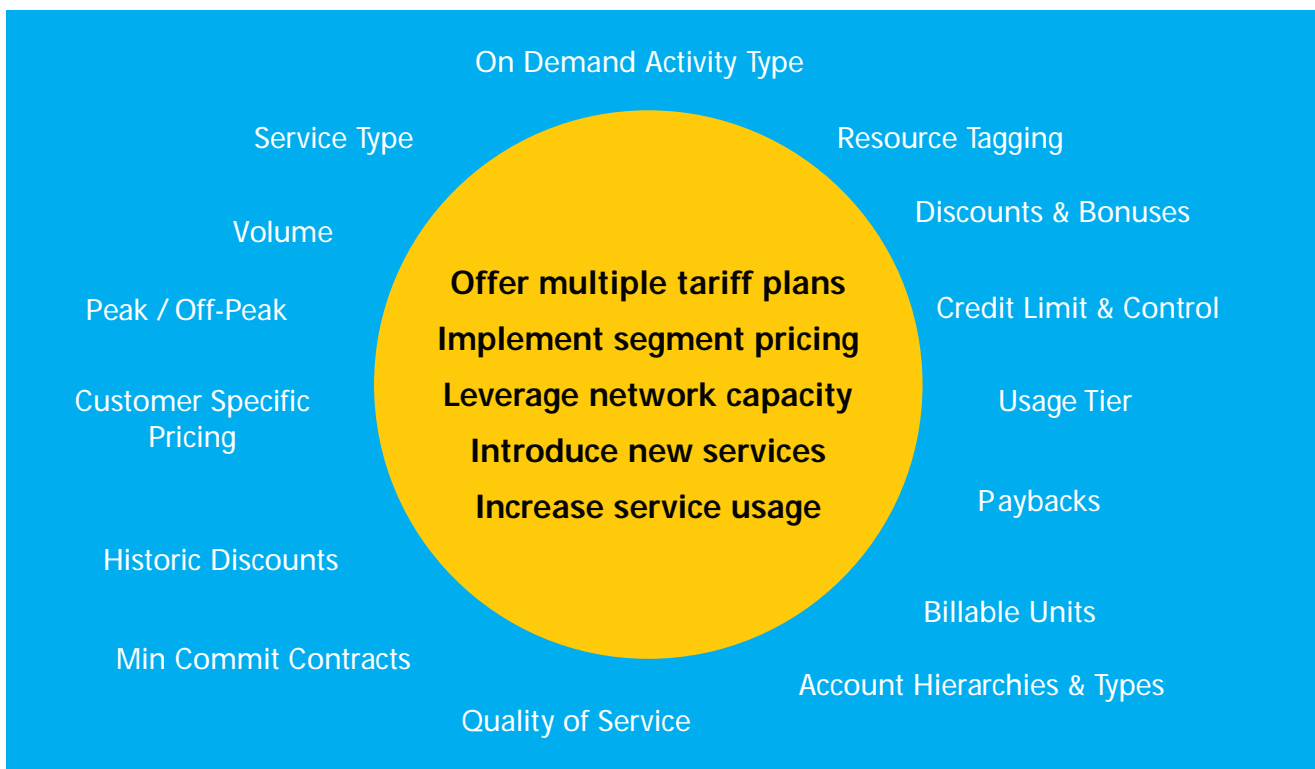 On Demand Activity Type
Service Type
Resource Tagging
Discounts & Bonuses
Volume
Offer multiple tariff plans
Peak / Off-Peak
Credit Limit & Control
Implement segment pricing
Leverage network capacity
Customer Specific
Pricing
Usage Tier
Introduce new services
Increase service usage
Paybacks
Historic Discounts
Billable Units
Min Commit Contracts
Account Hierarchies & Types
Quality of Service